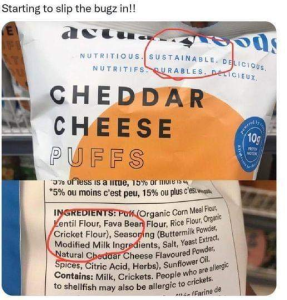 Starting to slip the bugz in!!
NUTRITIOUS. SUSTAINABLE. DELICIOUS.
NUTRITIFS. DURABLES. DÉLICIEUX.
CHEDDAR
CHEESE
PUFFS
10g
5% or less is a little, 15% or more is
*5% ou moins c'est peu, 15% ou plus c'est
INGREDIENTS: Puff (Organic Corn Meal Flour,
Lentil Flour, Fava Bean Flour, Rice Flour, Organic
Cricket Flour), Seasoning (Buttermilk Powder,
Modified Milk Ingredients, Salt, Yeast Extract,
Natural Cheddar Cheese Flavoured Powder,
Spices, Citric Acid, Herbs), Sunflower Oil.
Contains: Milk, Crickets. People who are allergic
to shellfish may also be allergic to crickets.
(Farine de